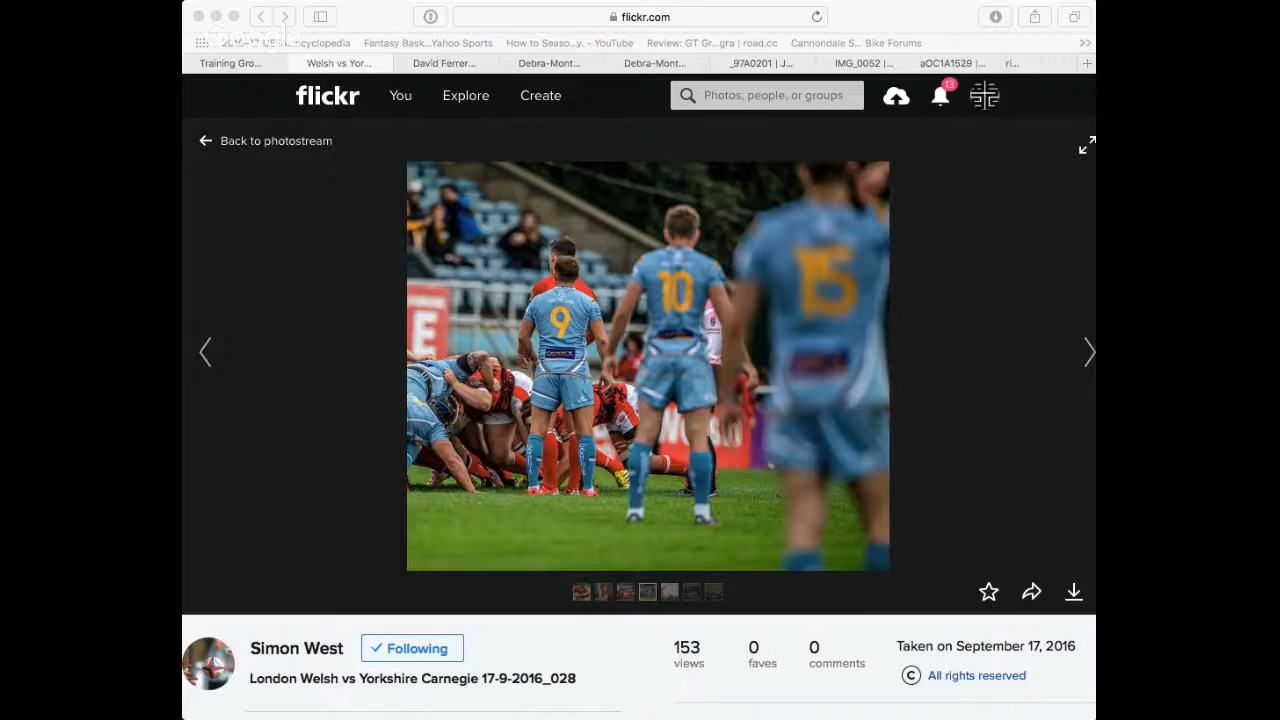 flickr.com
Google
Fantasy Bask...Yahoo Sports
How to Seaso...y. - YouTube
Review: GT Gr...gra | road.cc
Cannondale S... Bike Forums
Training Gro...
Welsh vs Yor...
David Ferrer...
Debra-Mont...
Debra-Mont...
_97A0201 | J...
IMG_0052 |...
aOC1A1529 |...
ri...
flickr
You
Explore
Create
Photos, people, or groups
13
Back to photostream
15
10
9
E
Simon West
Following
153
views
0
faves
0
comments
Taken on September 17, 2016
London Welsh vs Yorkshire Carnegie 17-9-2016_028
All rights reserved